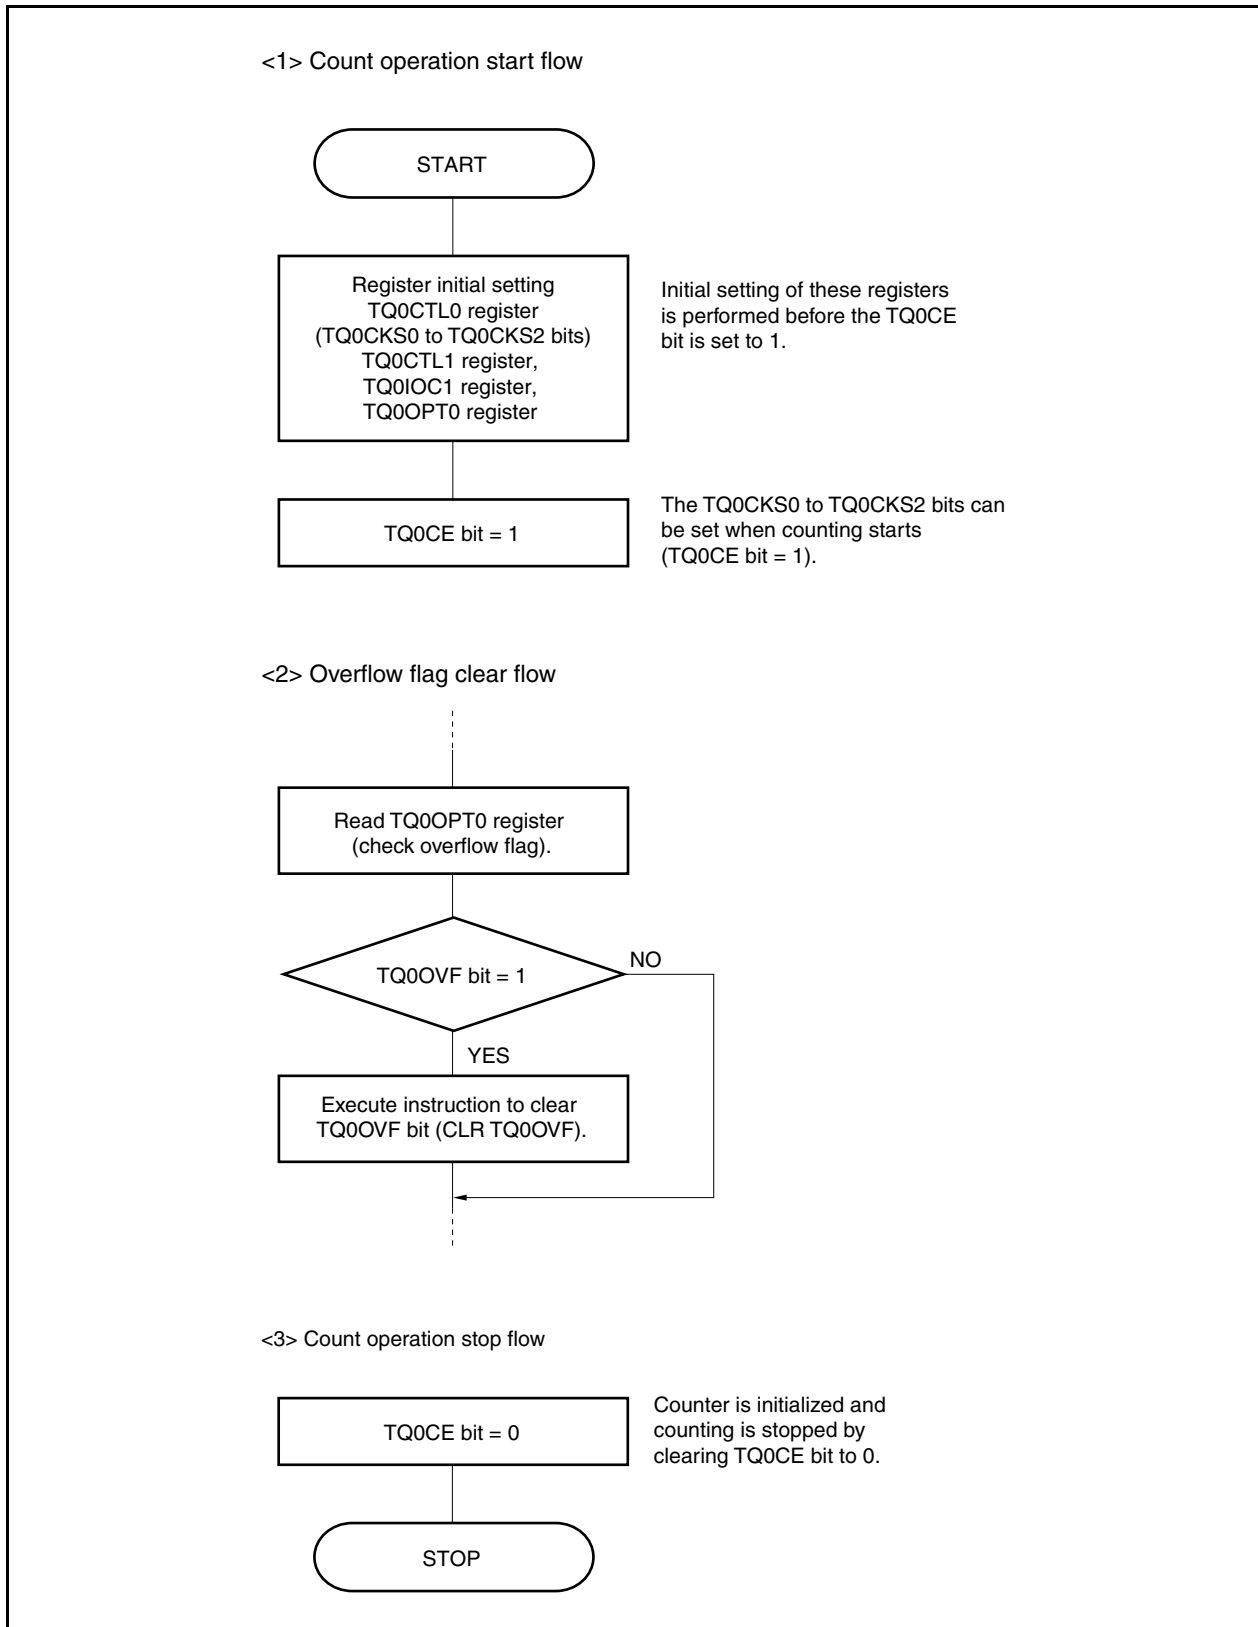 <1> Count operation start flow
START
Register initial setting
TQ0CTL0 register
(TQ0CKS0 to TQ0CKS2 bits)
TQ0CTL1 register,
TQ0IOC1 register,
TQ0OPT0 register
Initial setting of these registers
is performed before the TQ0CE
bit is set to 1.
TQ0CE bit = 1
The TQ0CKS0 to TQ0CKS2 bits can
be set when counting starts
(TQ0CE bit = 1).
<2> Overflow flag clear flow
Read TQ0OPT0 register
(check overflow flag).
TQ0OVF bit = 1
NO
YES
Execute instruction to clear
TQ0OVF bit (CLR TQ0OVF).
<3> Count operation stop flow
TQ0CE bit = 0
Counter is initialized and
counting is stopped by
clearing TQ0CE bit to 0.
STOP